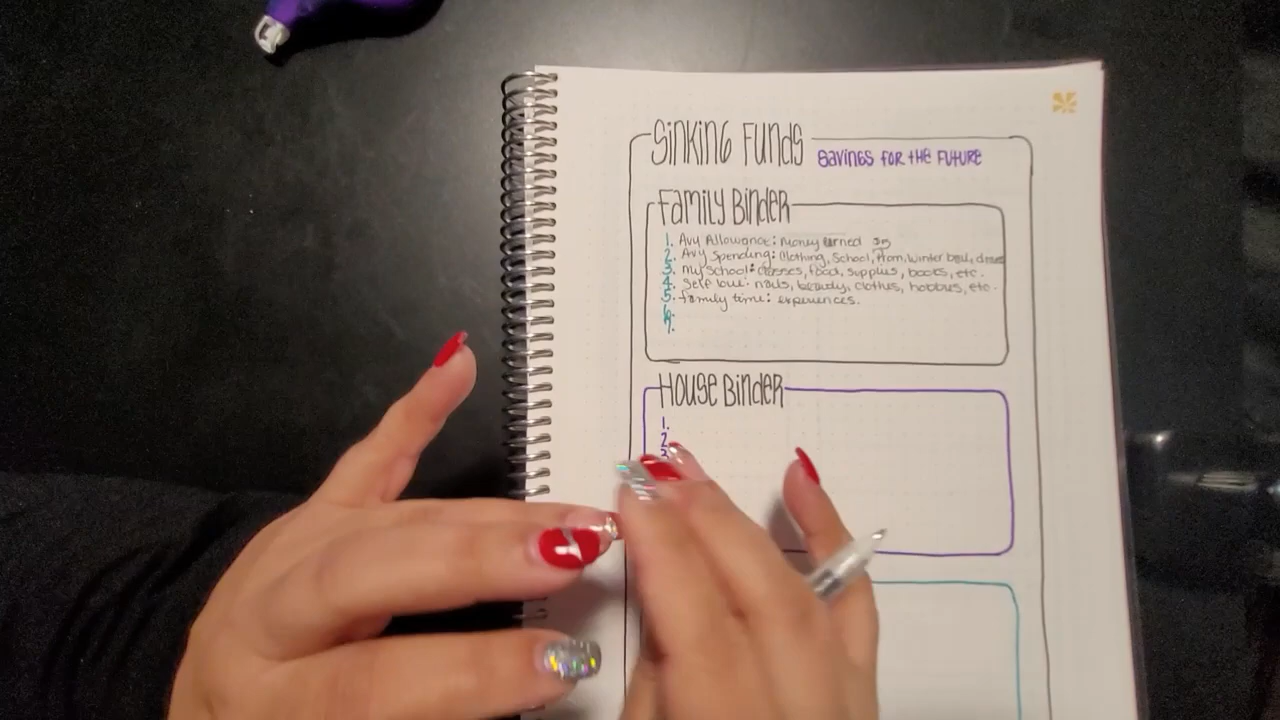 Sinking Funds
Savings for the Future
Family Binder
1. Avy Allowance: Money Earned
2. Avy Spending: Clothing, School, Prom, Winter ball,
3. My School: classes, food, supplies, books, etc.
4. Self love: nails, beauty, clothes, hobbies, etc.
5. Family time: experiences.
6.
7.
House Binder
1.
2.
3